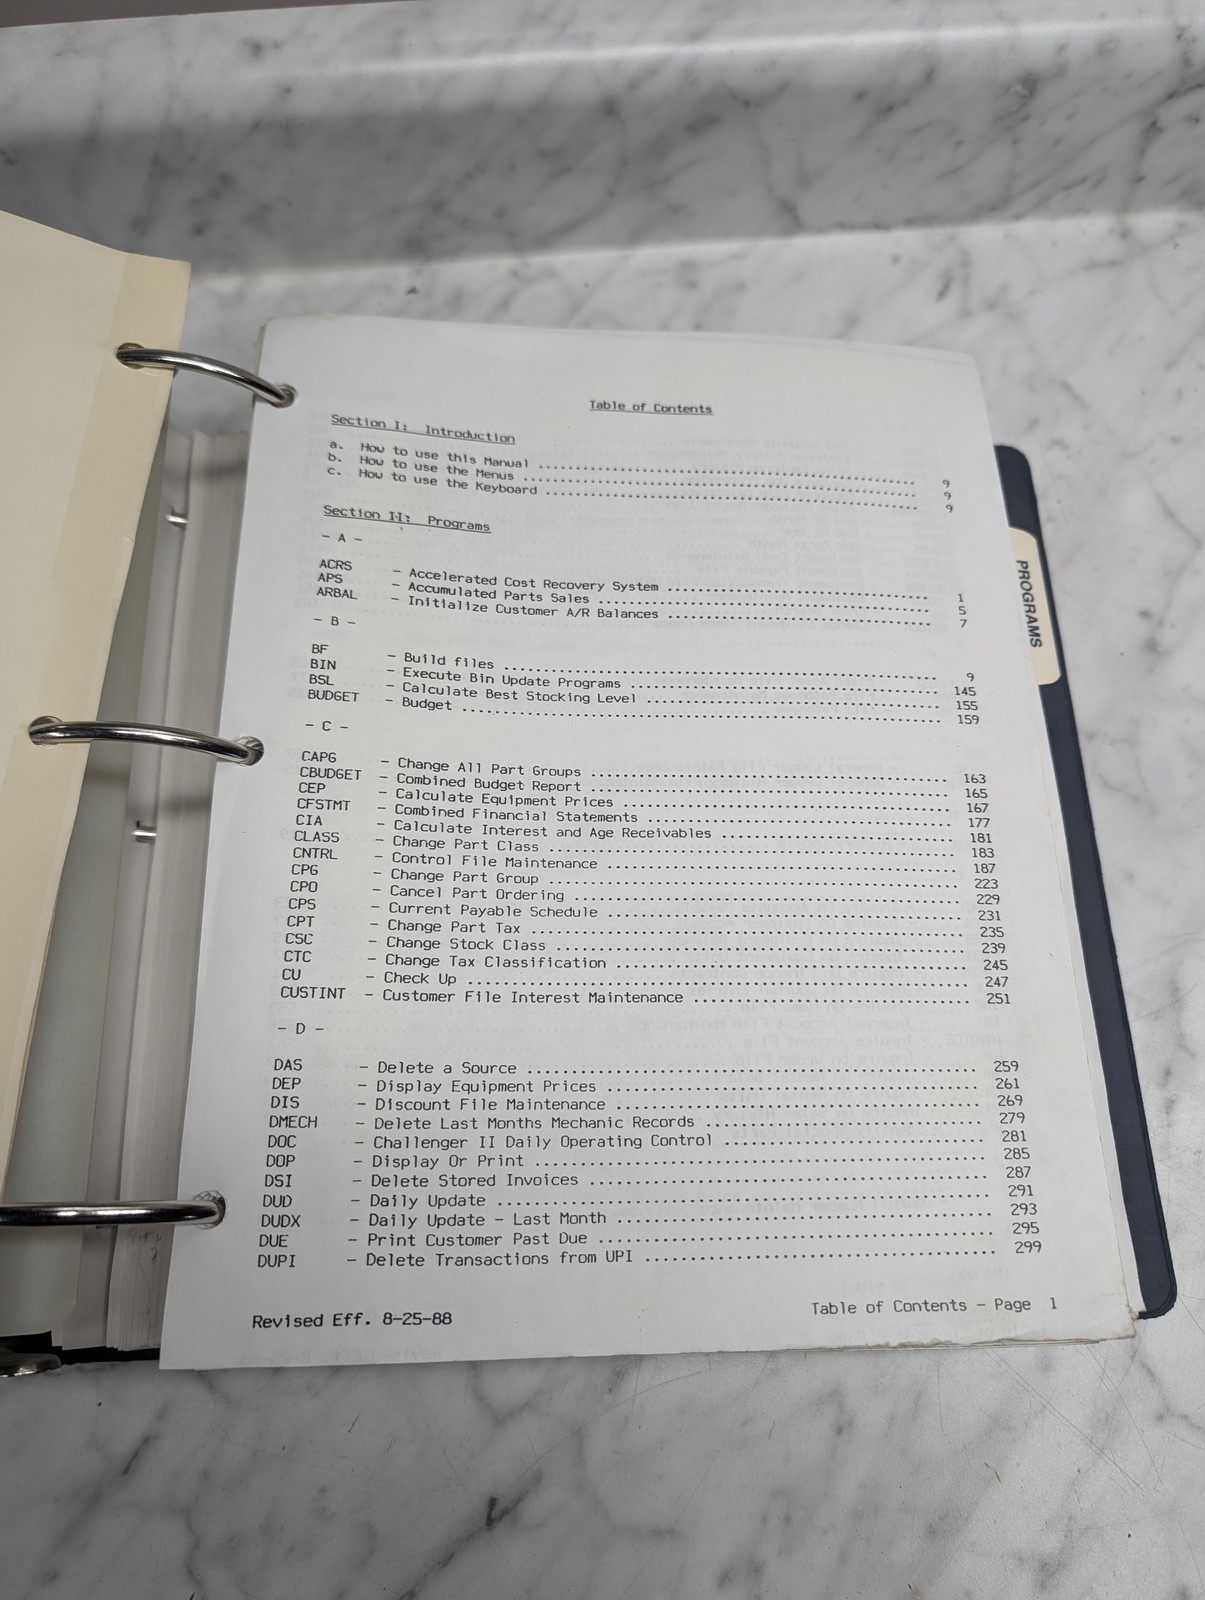 Table of Contents
Section I: Introduction
a. How to use this Manual ........................................ 9
b. How to use the Menus ........................................ 9
c. How to use the Keyboard ........................................ 9
Section II: Programs
- A -
ACRS - Accelerated Cost Recovery System ........................................ 1
APS - Accumulated Parts Sales ........................................ 5
ARBAL - Initialize Customer A/R Balances ........................................ 7
- B -
BF - Build files ........................................ 9
BIN - Execute Bin Update Programs ........................................ 145
BSL - Calculate Best Stocking Level ........................................ 155
BUDGET - Budget ........................................ 159
- C -
CAPG - Change All Part Groups ........................................ 163
CBUDGET - Combined Budget Report ........................................ 165
CEP - Calculate Equipment Prices ........................................ 167
CFSTMT - Combined Financial Statements ........................................ 177
CIA - Calculate Interest and Age Receivables ........................................ 181
CLASS - Change Part Class ........................................ 183
CNTRL - Control File Maintenance ........................................ 187
CPG - Change Part Group ........................................ 223
CPO - Cancel Part Ordering ........................................ 229
CPS - Current Payable Schedule ........................................ 231
CPT - Change Part Tax ........................................ 235
CSC - Change Stock Class ........................................ 239
CTC - Change Tax Classification ........................................ 245
CU - Check Up ........................................ 247
CUSTINT - Customer File Interest Maintenance ........................................ 251
- D -
DAS - Delete a Source ........................................ 259
DEP - Display Equipment Prices ........................................ 261
DIS - Discount File Maintenance ........................................ 269
DMECH - Delete Last Months Mechanic Records ........................................ 279
DOC - Challenger II Daily Operating Control ........................................ 281
DOP - Display Or Print ........................................ 285
DSI - Delete Stored Invoices ........................................ 287
DUD - Daily Update ........................................ 291
DUDX - Daily Update - Last Month ........................................ 293
DUE - Print Customer Past Due ........................................ 295
DUPI - Delete Transactions from UPI ........................................ 299
Revised Eff. 8-25-88
Table of Contents - Page 1
PROGRAMS